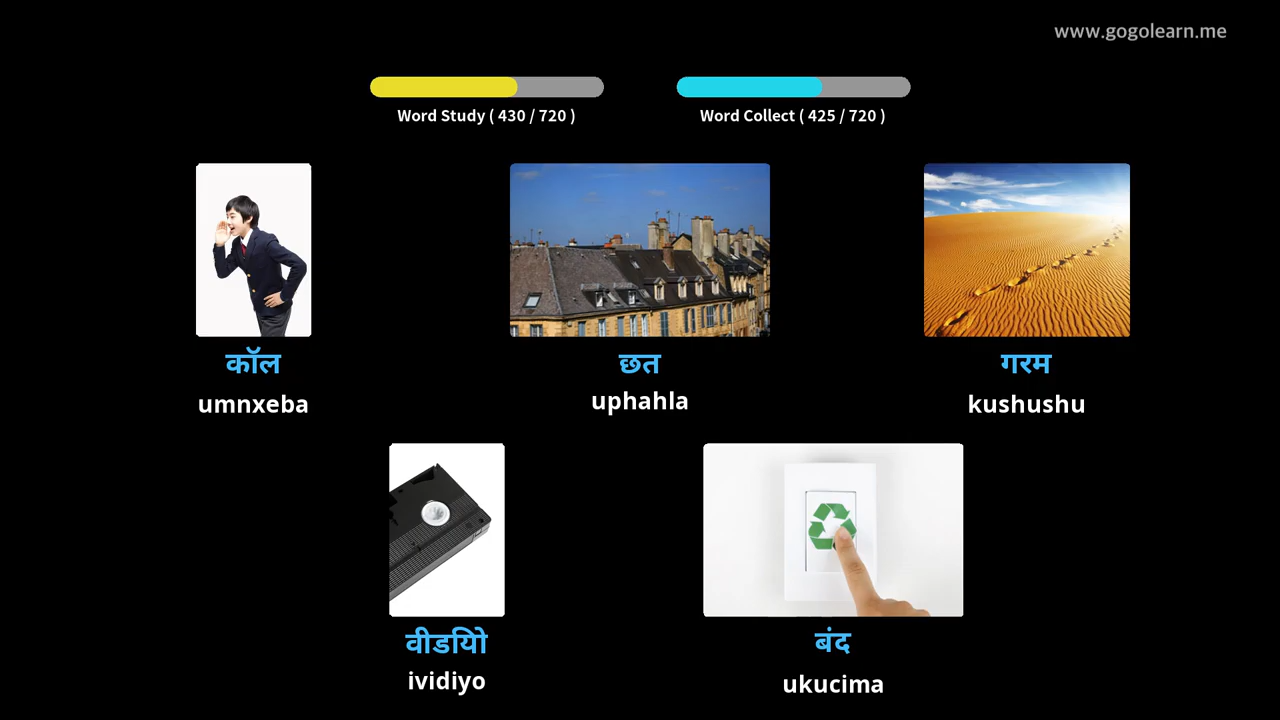 www.gogolearn.me
Word Study ( 430 / 720 )
Word Collect ( 425 / 720 )
कॉल
umnxeba
छत
uphahla
गरम
kushushu
वीडियो
ividiyo
बंद
ukucima